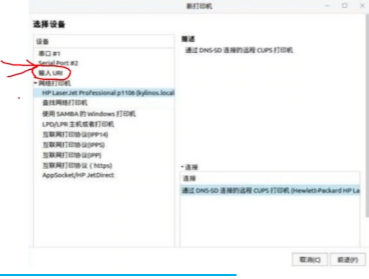 新打印机
选择设备
设备
串口 #1
Serial Port #2
输入 URI
网络打印机
HP LaserJet Professional p1106 (kylinos.local
查找网络打印机
使用 SAMBA 的 Windows 打印机
LPD/LPR 主机或者打印机
互联网打印协议(IPP14)
互联网打印协议(IPPS)
互联网打印协议(IPP)
互联网打印协议 ( https)
AppSocket/HP JetDirect
描述
通过 DNS-SD 连接的远程 CUPS 打印机
连接
连接
通过 DNS-SD 连接的远程 CUPS 打印机 (Hewlett-Packard HP La
取消(C)
前进(F)